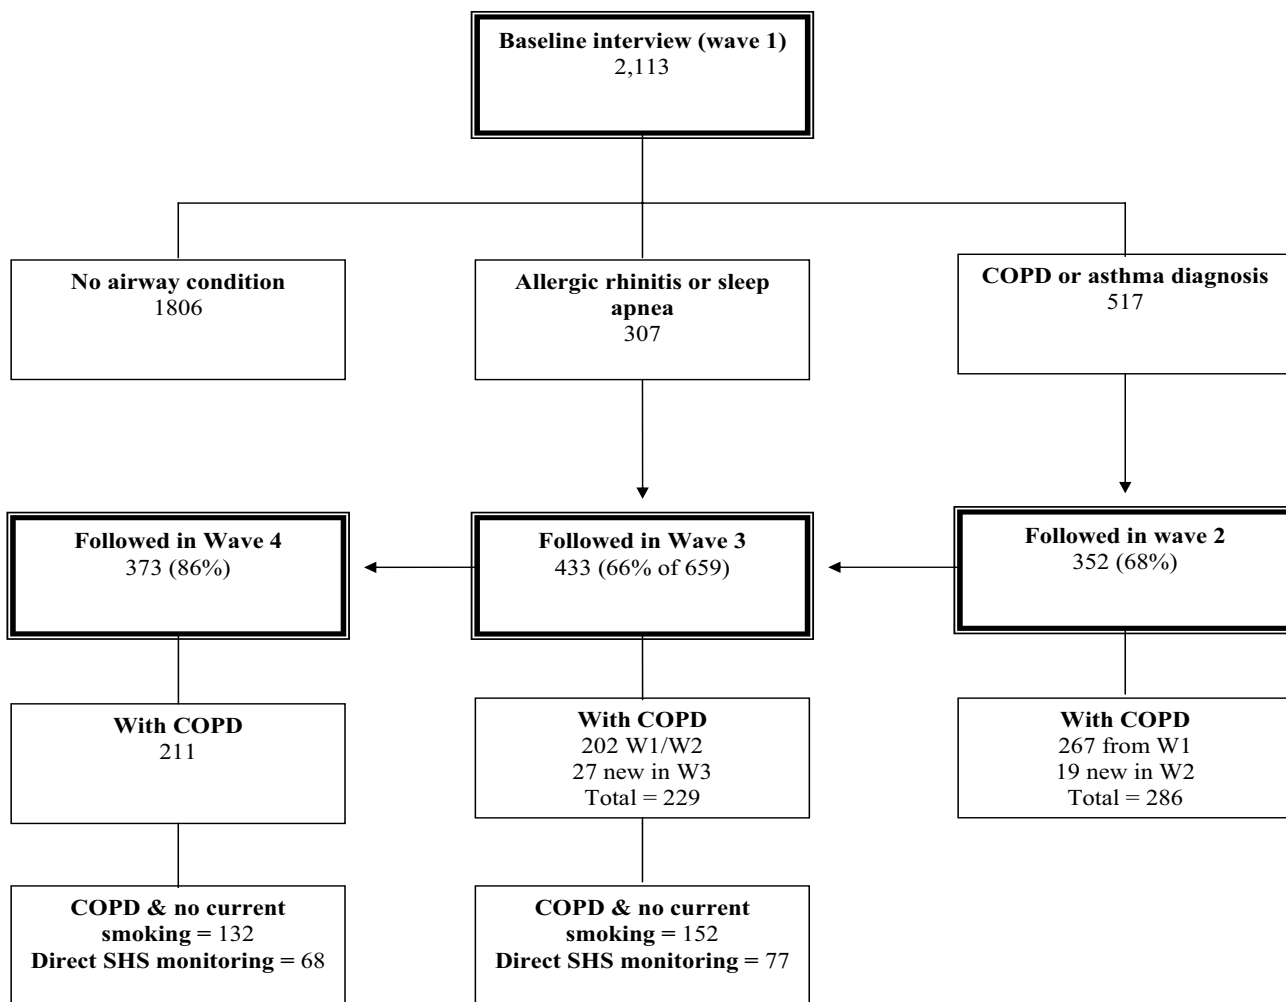 Baseline interview (wave 1)
2,113
No airway condition
1806
Allergic rhinitis or sleep
apnea
307
COPD or asthma diagnosis
517
Followed in Wave 4
373 (86%)
Followed in Wave 3
433 (66% of 659)
Followed in wave 2
352 (68%)
With COPD
211
With COPD
202 W1/W2
27 new in W3
Total = 229
With COPD
267 from W1
19 new in W2
Total = 286
COPD & no current
smoking = 132
Direct SHS monitoring = 68
COPD & no current
smoking = 152
Direct SHS monitoring = 77